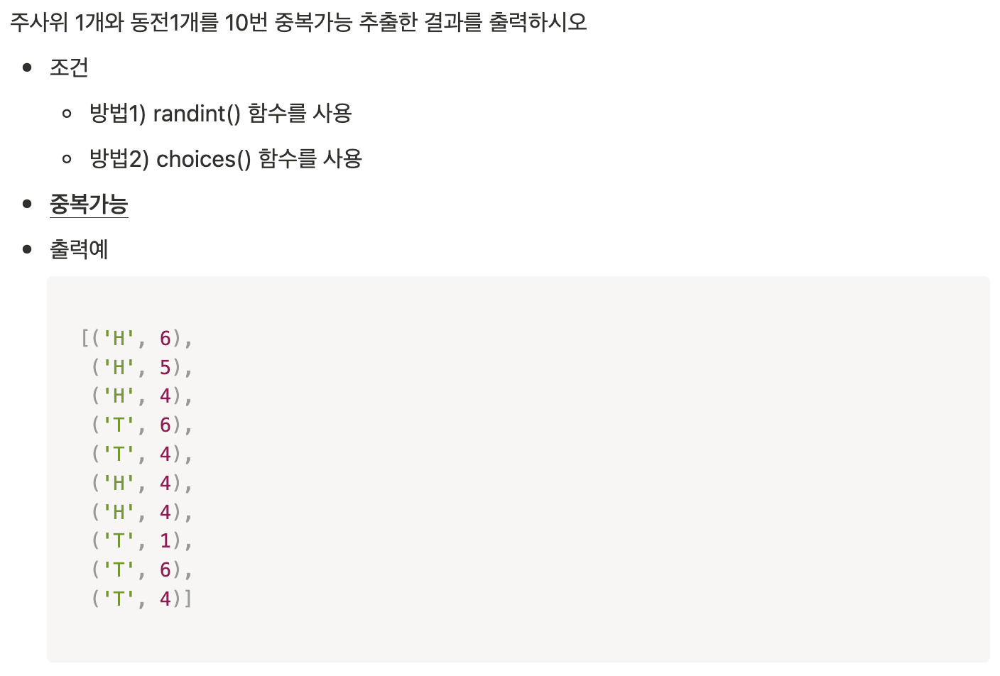 주사위 1개와 동전1개를 10번 중복가능 추출한 결과를 출력하시오
조건
방법1) randint() 함수를 사용
방법2) choices() 함수를 사용
중복가능
출력예
[('H', 6),
('H', 5),
('H', 4),
('T', 6),
('T', 4),
('H', 4),
('H', 4),
('T', 1),
('T', 6),
('T', 4)]